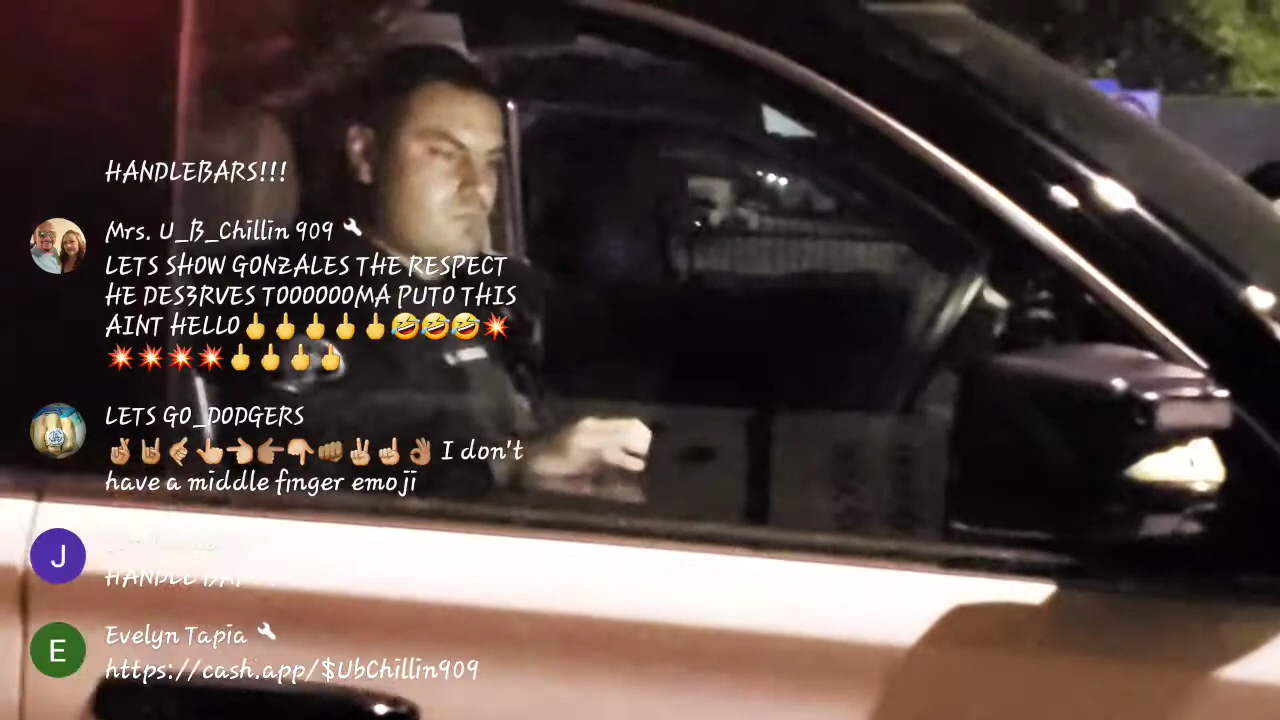 HANDLEBARS!!!
Mrs. U_B_Chillin 909
LETS SHOW GONZALES THE RESPECT
HE DES3RVES TOOOOOOMA PUTO THIS
AINT HELLO🖕🖕🖕🖕🖕🤣🤣🤣💥
💥💥💥💥🖕🖕🖕🖕
LETS GO_DODGERS
I don't
have a middle finger emoji
J
HANDLEBA
E
Evelyn Tapia
https://cash.app/$UbChillin909